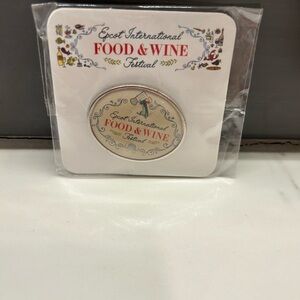 Epcot International
FOOD & WINE
Festival
Epcot International
FOOD & WINE
Festival